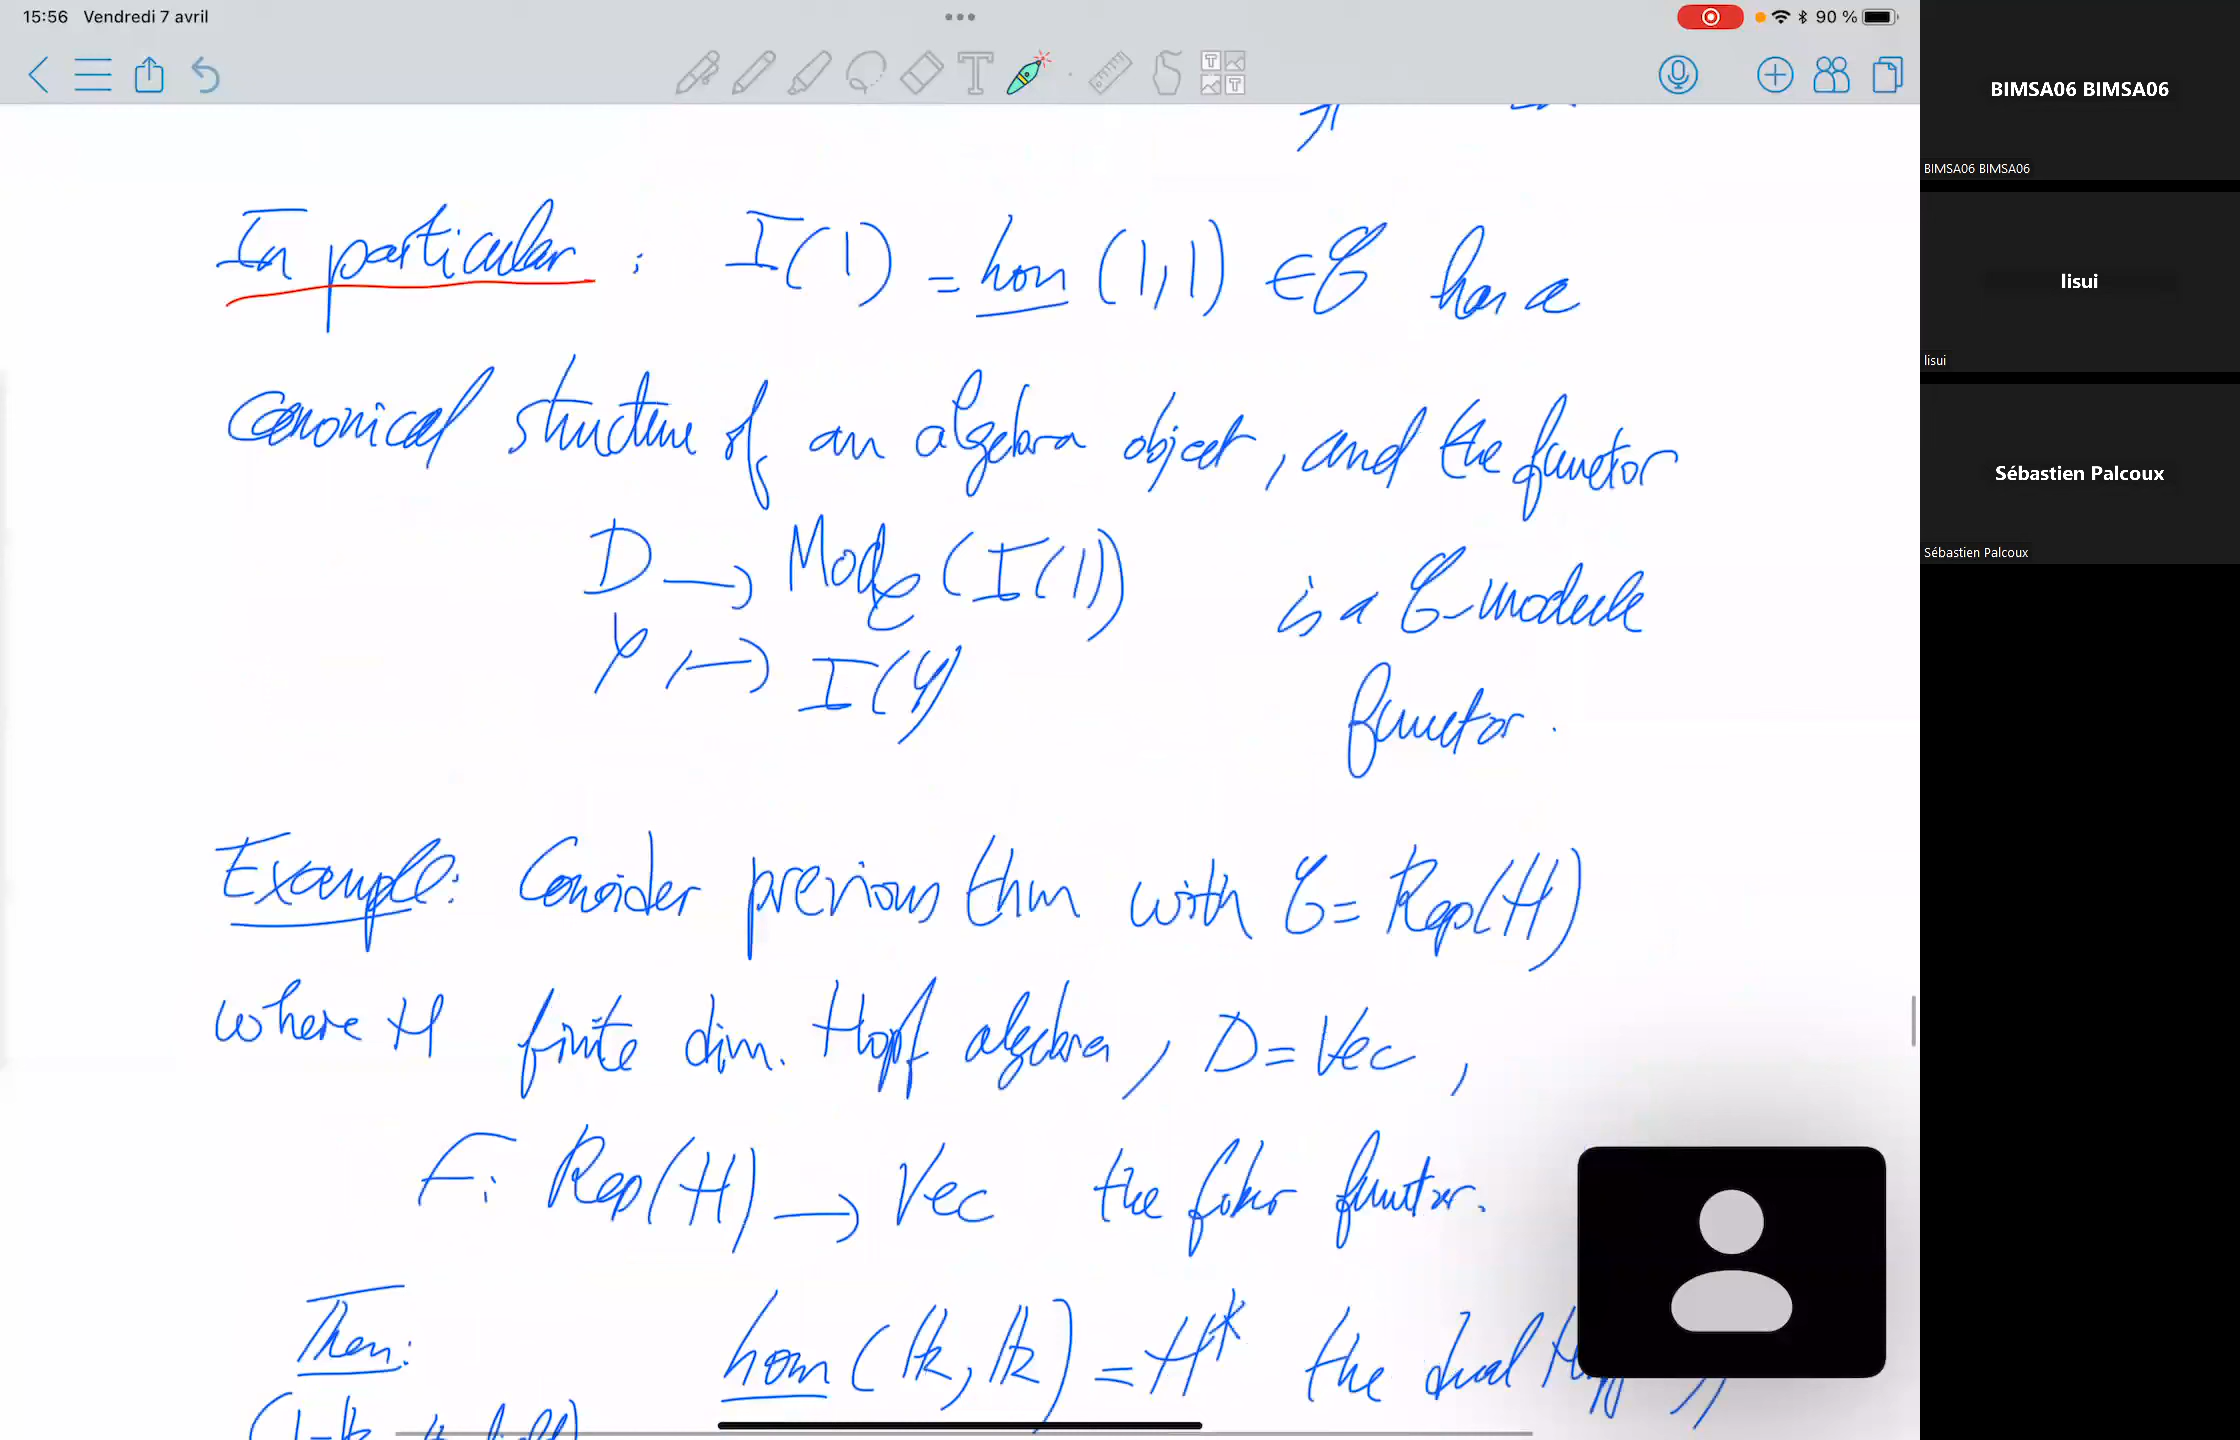 15:56 Vendredi 7 avril
90 %
In particular : I(1) = hom (1,1) ∈ C has a
canonical structure of an algebra object, and the functor
D → Mod_C (I(1)) is a C-module
Y ↦ I(Y) functor.
Example: Consider previous thm with C = Rep(H)
where H finite dim. Hopf algebra, D = Vec,
F: Rep(H) → Vec the fiber functor.
Then: hom (k, k) = H* the dual
BIMSA06 BIMSA06
BIMSA06 BIMSA06
lisui
lisui
Sébastien Palcoux
Sébastien Palcoux